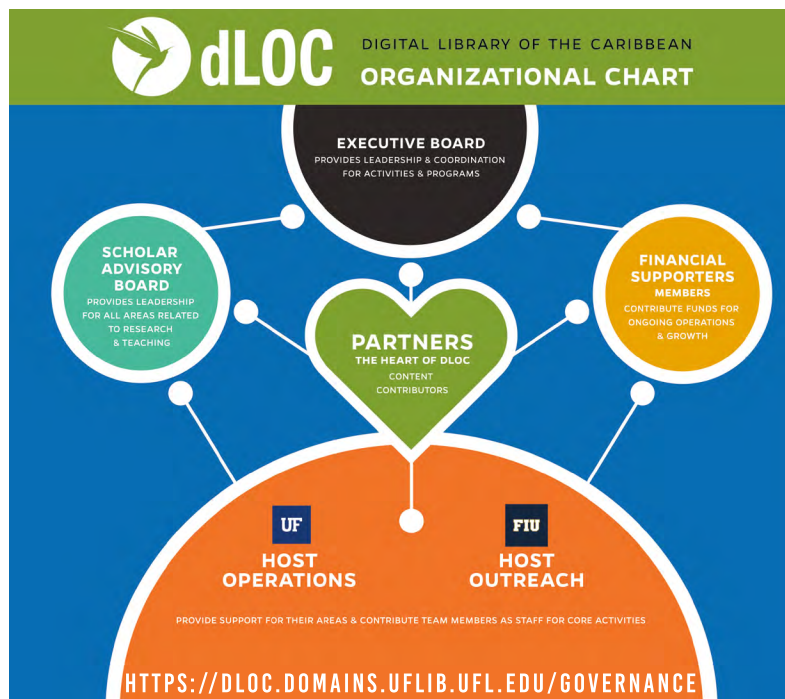 dLOC
DIGITAL LIBRARY OF THE CARIBBEAN
ORGANIZATIONAL CHART
EXECUTIVE BOARD
PROVIDES LEADERSHIP & COORDINATION
FOR ACTIVITIES & PROGRAMS
SCHOLAR
ADVISORY
BOARD
PROVIDES LEADERSHIP
FOR ALL AREAS RELATED
TO RESEARCH
& TEACHING
FINANCIAL
SUPPORTERS
MEMBERS
CONTRIBUTE FUNDS FOR
ONGOING OPERATIONS
& GROWTH
PARTNERS
THE HEART OF DLOC
CONTENT
CONTRIBUTORS
UF
HOST
OPERATIONS
FIU
HOST
OUTREACH
PROVIDE SUPPORT FOR THEIR AREAS & CONTRIBUTE TEAM MEMBERS AS STAFF FOR CORE ACTIVITIES
HTTPS://DLOC.DOMAINS.UFLIB.UFL.EDU/GOVERNANCE